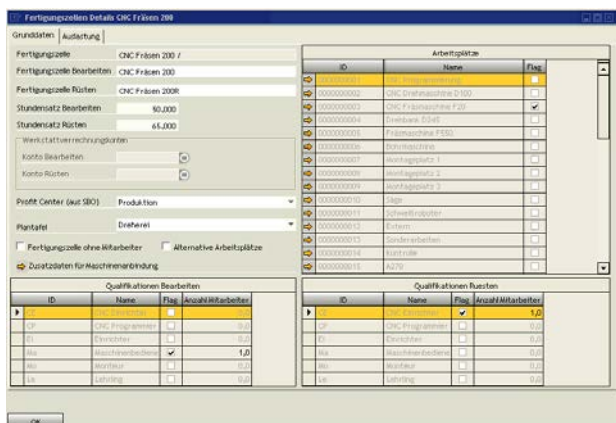 Fertigungszellen Details CNC Fräsen 200
Grunddaten Auslastung
Fertigungszelle CNC Fräsen 200 /
Fertigungszelle Bearbeiten CNC Fräsen 200
Fertigungszelle Rüsten CNC Fräsen 200R
Stundensatz Bearbeiten 50,000
Stundensatz Rüsten 65,000
Werkstattverrechnungkonten
Konto Bearbeiten
Konto Rüsten
Profit Center (aus SBO) Produktion
Plantafel Dreherei
Fertigungszelle ohne Mitarbeiter Alternative Arbeitsplätze
Zusatzdaten für Maschinenanbindung
Arbeitsplätze
ID Name Flag
0000000001 CNC Programmierung
0000000002 CNC Drehmaschine D100
0000000003 CNC Fräsmaschine F20
0000000004 Drehbank D045
0000000005 Fräsmaschine F550
0000000006 Bohrmaschine
0000000007 Montageplatz 1
0000000008 Montageplatz 2
0000000009 Montageplatz 3
0000000010 Säge
0000000011 Schweißroboter
0000000012 Extern
0000000013 Sonderarbeiten
0000000014 Kontrolle
0000000015 A270
Qualifikationen Bearbeiten
ID Name Flag Anzahl Mitarbeiter
CE CNC Einrichter 0,0
CP CNC Programmier 0,0
Ei Einrichter 0,0
Ma Maschinenbediene 1,0
Mo Monteur 0,0
Le Lehrling 0,0
Qualifikationen Ruesten
ID Name Flag Anzahl Mitarbeiter
CE CNC Einrichter 1,0
CP CNC Programmier 0,0
Ei Einrichter 0,0
Ma Maschinenbediene 0,0
Mo Monteur 0,0
Le Lehrling 0,0
OK